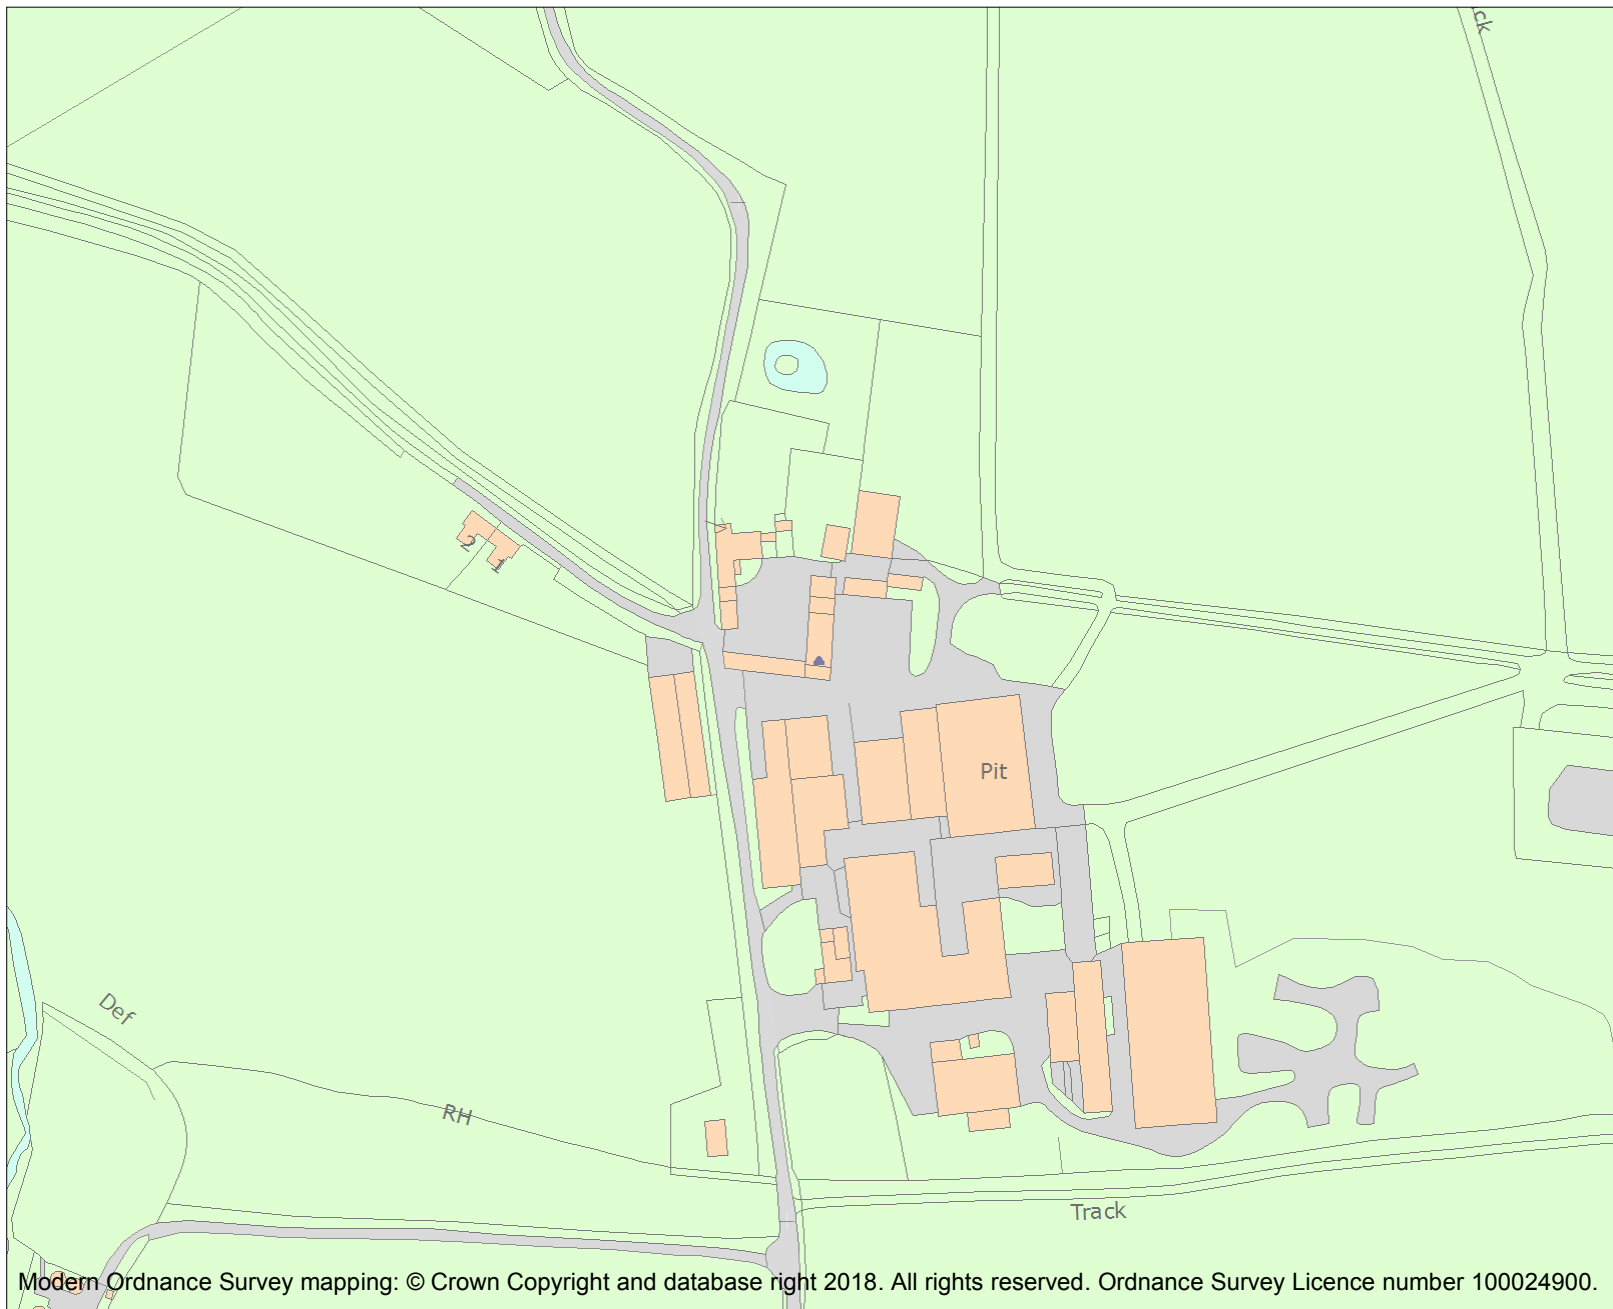 ck
2
1
Pit
Def
RH
Track
Modern Ordnance Survey mapping: © Crown Copyright and database right 2018. All rights reserved. Ordnance Survey Licence number 100024900.